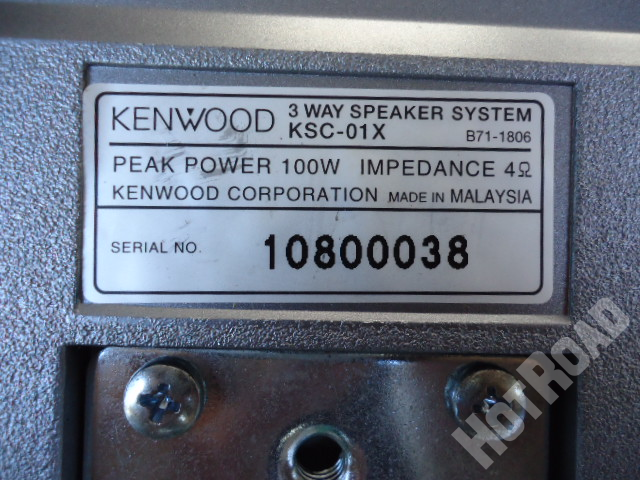 KENWOOD 3 WAY SPEAKER SYSTEM
KSC-01X B71-1806
PEAK POWER 100W IMPEDANCE 4Ω
KENWOOD CORPORATION MADE IN MALAYSIA
SERIAL NO. 10800038
HOTROAD